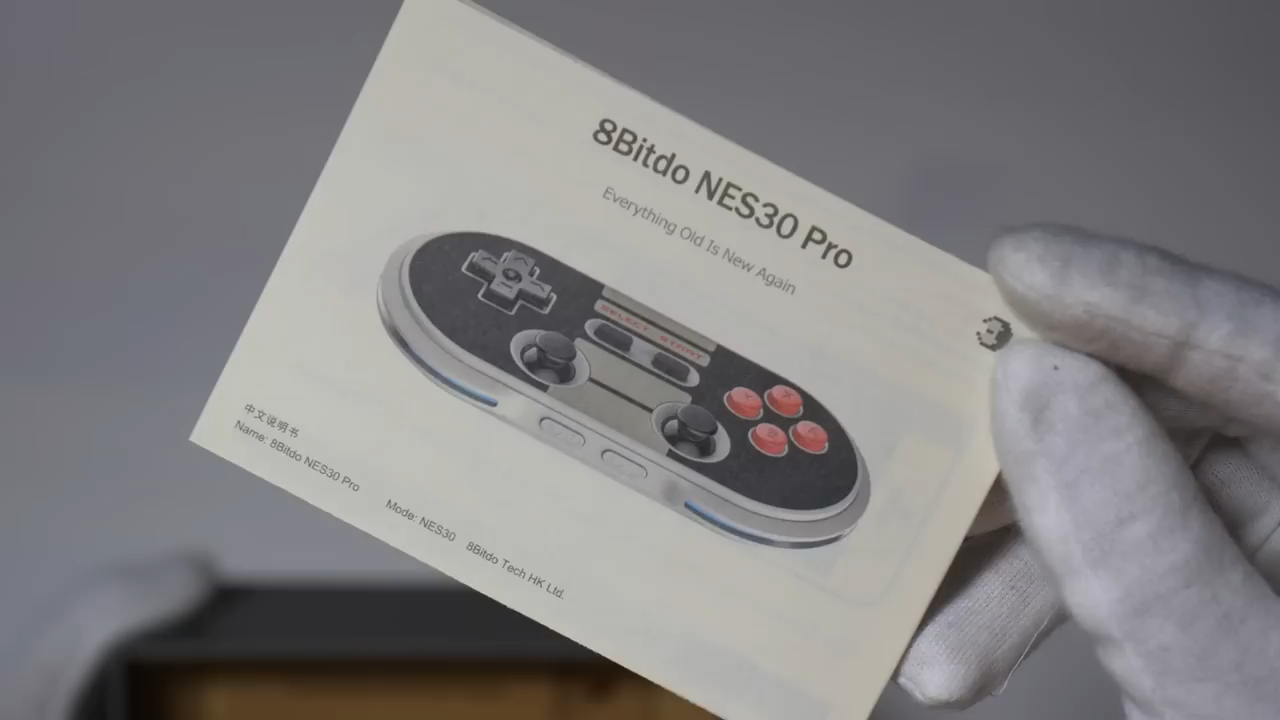 8Bitdo NES30 Pro
Everything Old Is New Again
SELECT START
X
中文说明书
Name: 8Bitdo NES30 Pro Mode: NES30 8Bitdo Tech HK Ltd.